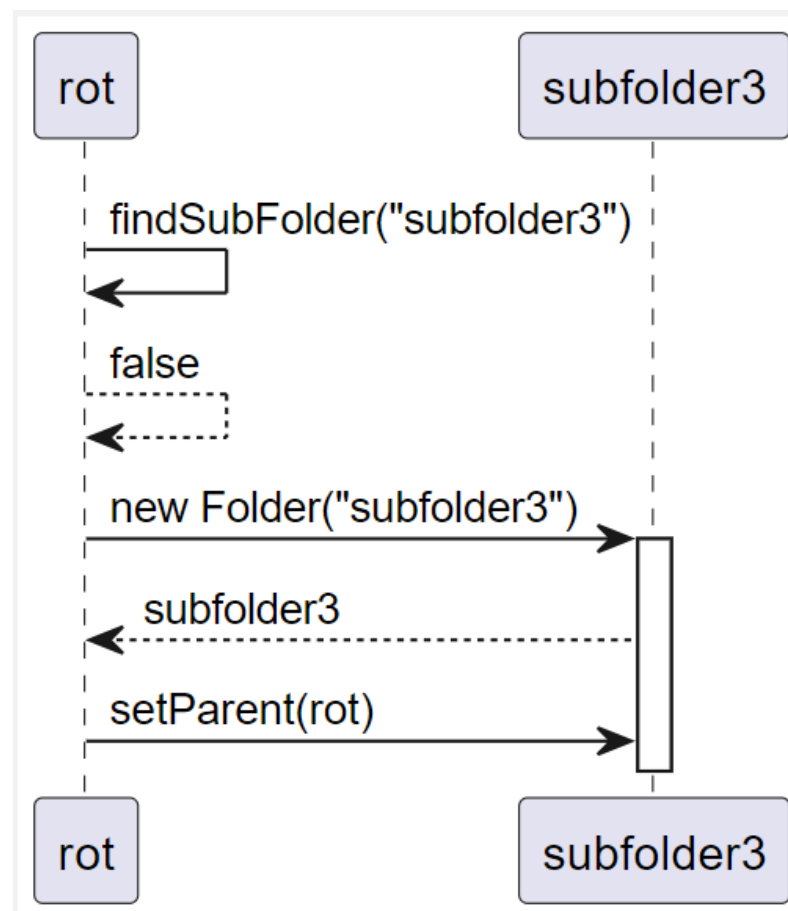 rot
subfolder3
findSubFolder("subfolder3")
false
new Folder("subfolder3")
subfolder3
setParent(rot)
rot
subfolder3